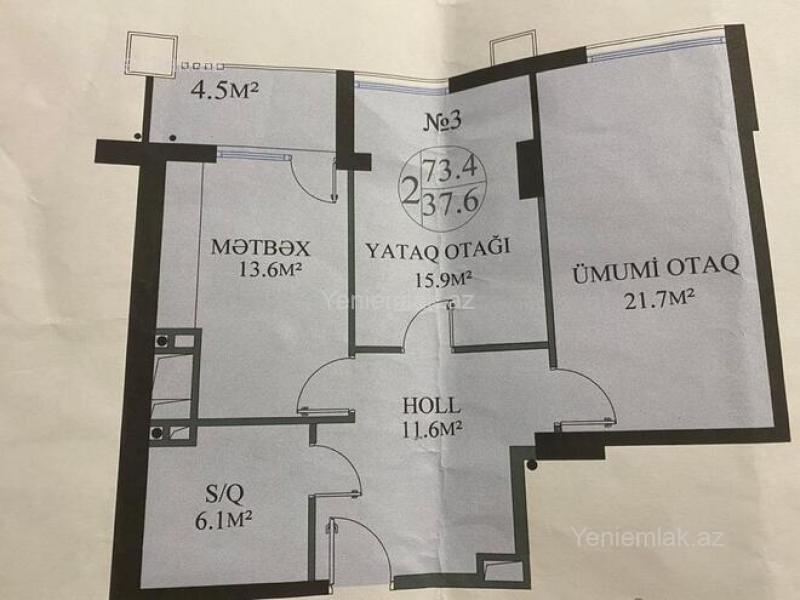 4.5M²
№3
2 73.4
37.6
MƏTBƏX
13.6M²
YATAQ OTAĞI
15.9M²
ÜMUMİ OTAQ
21.7M²
Yeniemlak.az
HOLL
11.6M²
S/Q
6.1M²
Yeniemlak.az